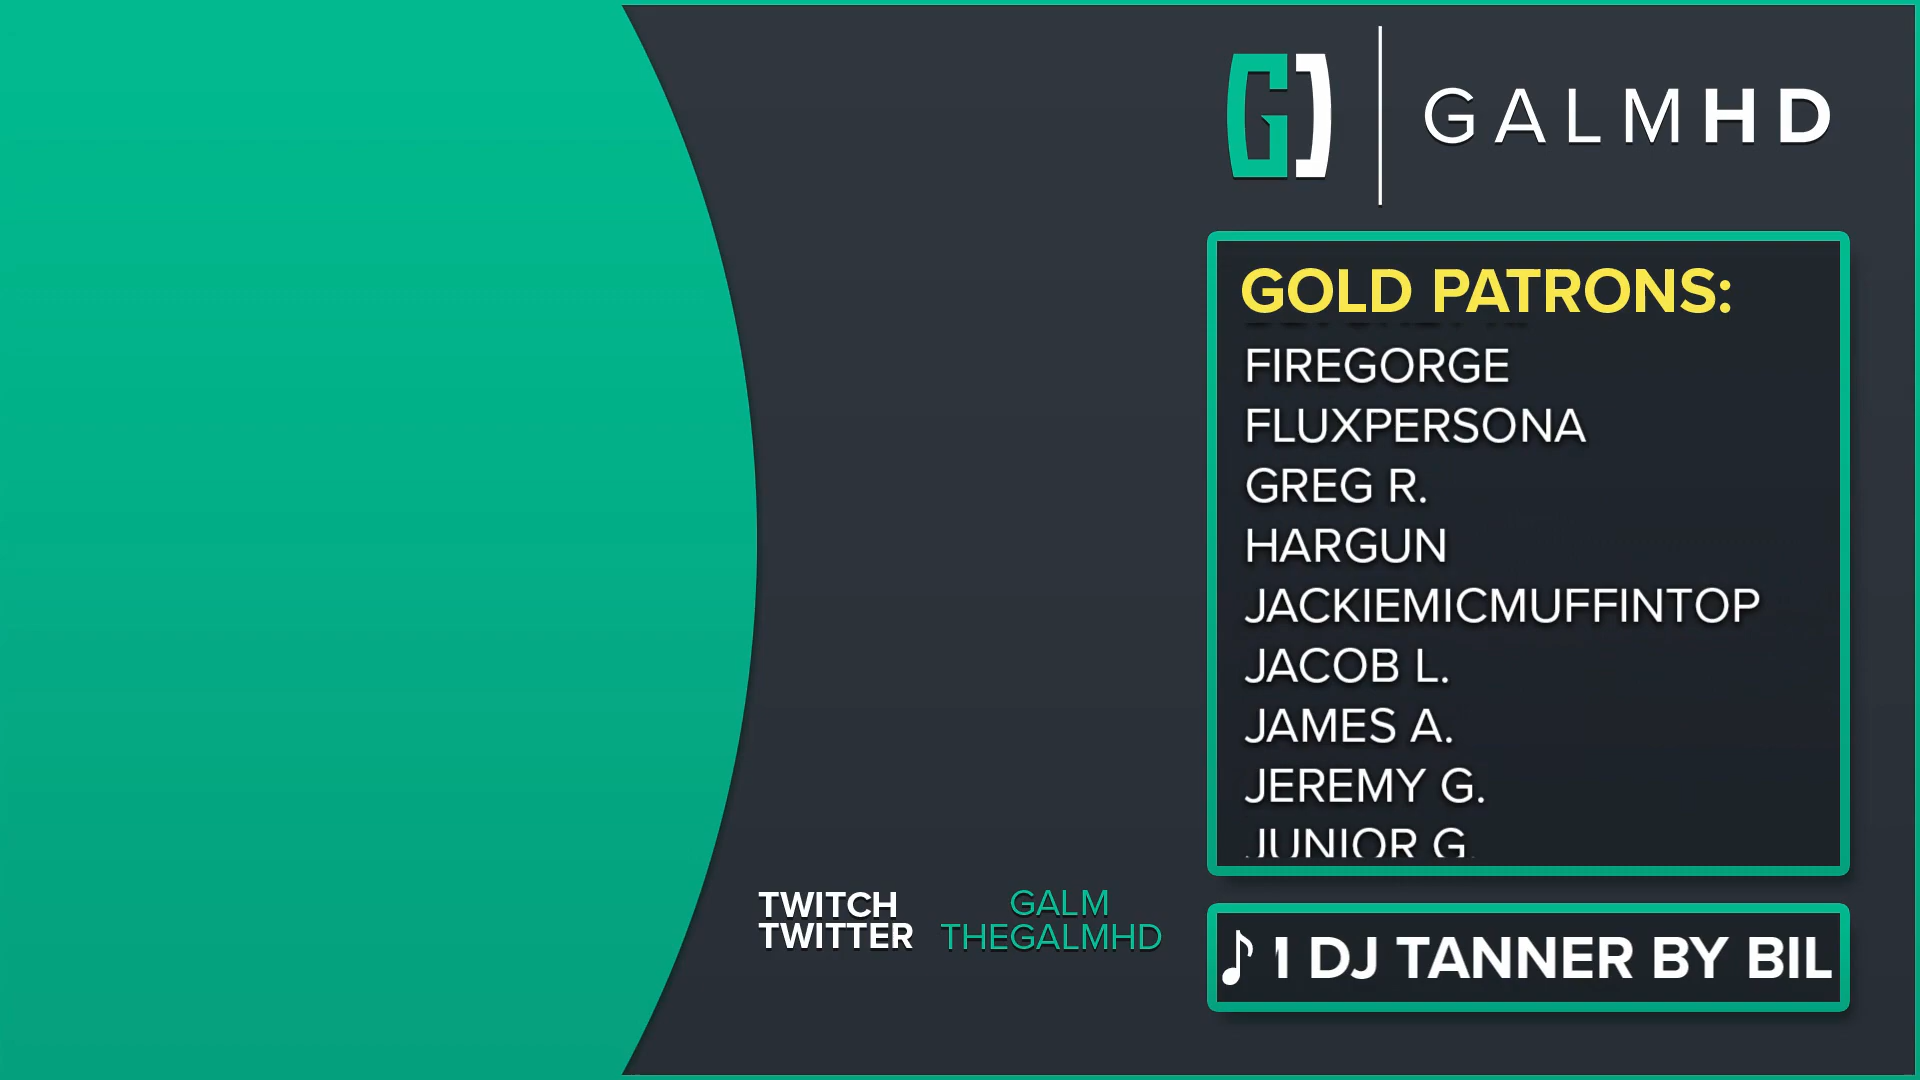 GALMHD
GOLD PATRONS:
FIREGORGE
FLUXPERSONA
GREG R.
HARGUN
JACKIEMICMUFFINTOP
JACOB L.
JAMES A.
JEREMY G.
JUNIOR G.
TWITCH GALM
TWITTER THEGALMHD
DJ TANNER BY BIL